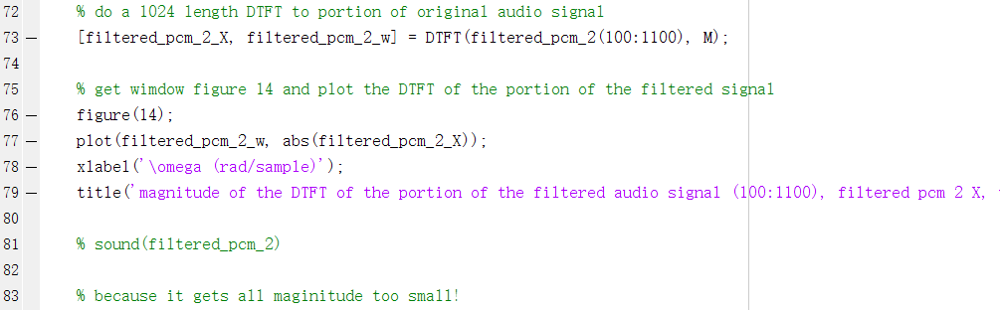 72 % do a 1024 length DTFT to portion of original audio signal
73 — [filtered_pcm_2_X, filtered_pcm_2_w] = DTFT(filtered_pcm_2(100:1100), M);
74
75 % get wimdow figure 14 and plot the DTFT of the portion of the filtered signal
76 — figure(14);
77 — plot(filtered_pcm_2_w, abs(filtered_pcm_2_X));
78 — xlabel('\omega (rad/sample)');
79 — title('magnitude of the DTFT of the portion of the filtered audio signal (100:1100), filtered pcm 2 X,
80
81 % sound(filtered_pcm_2)
82
83 % because it gets all maginitude too small!